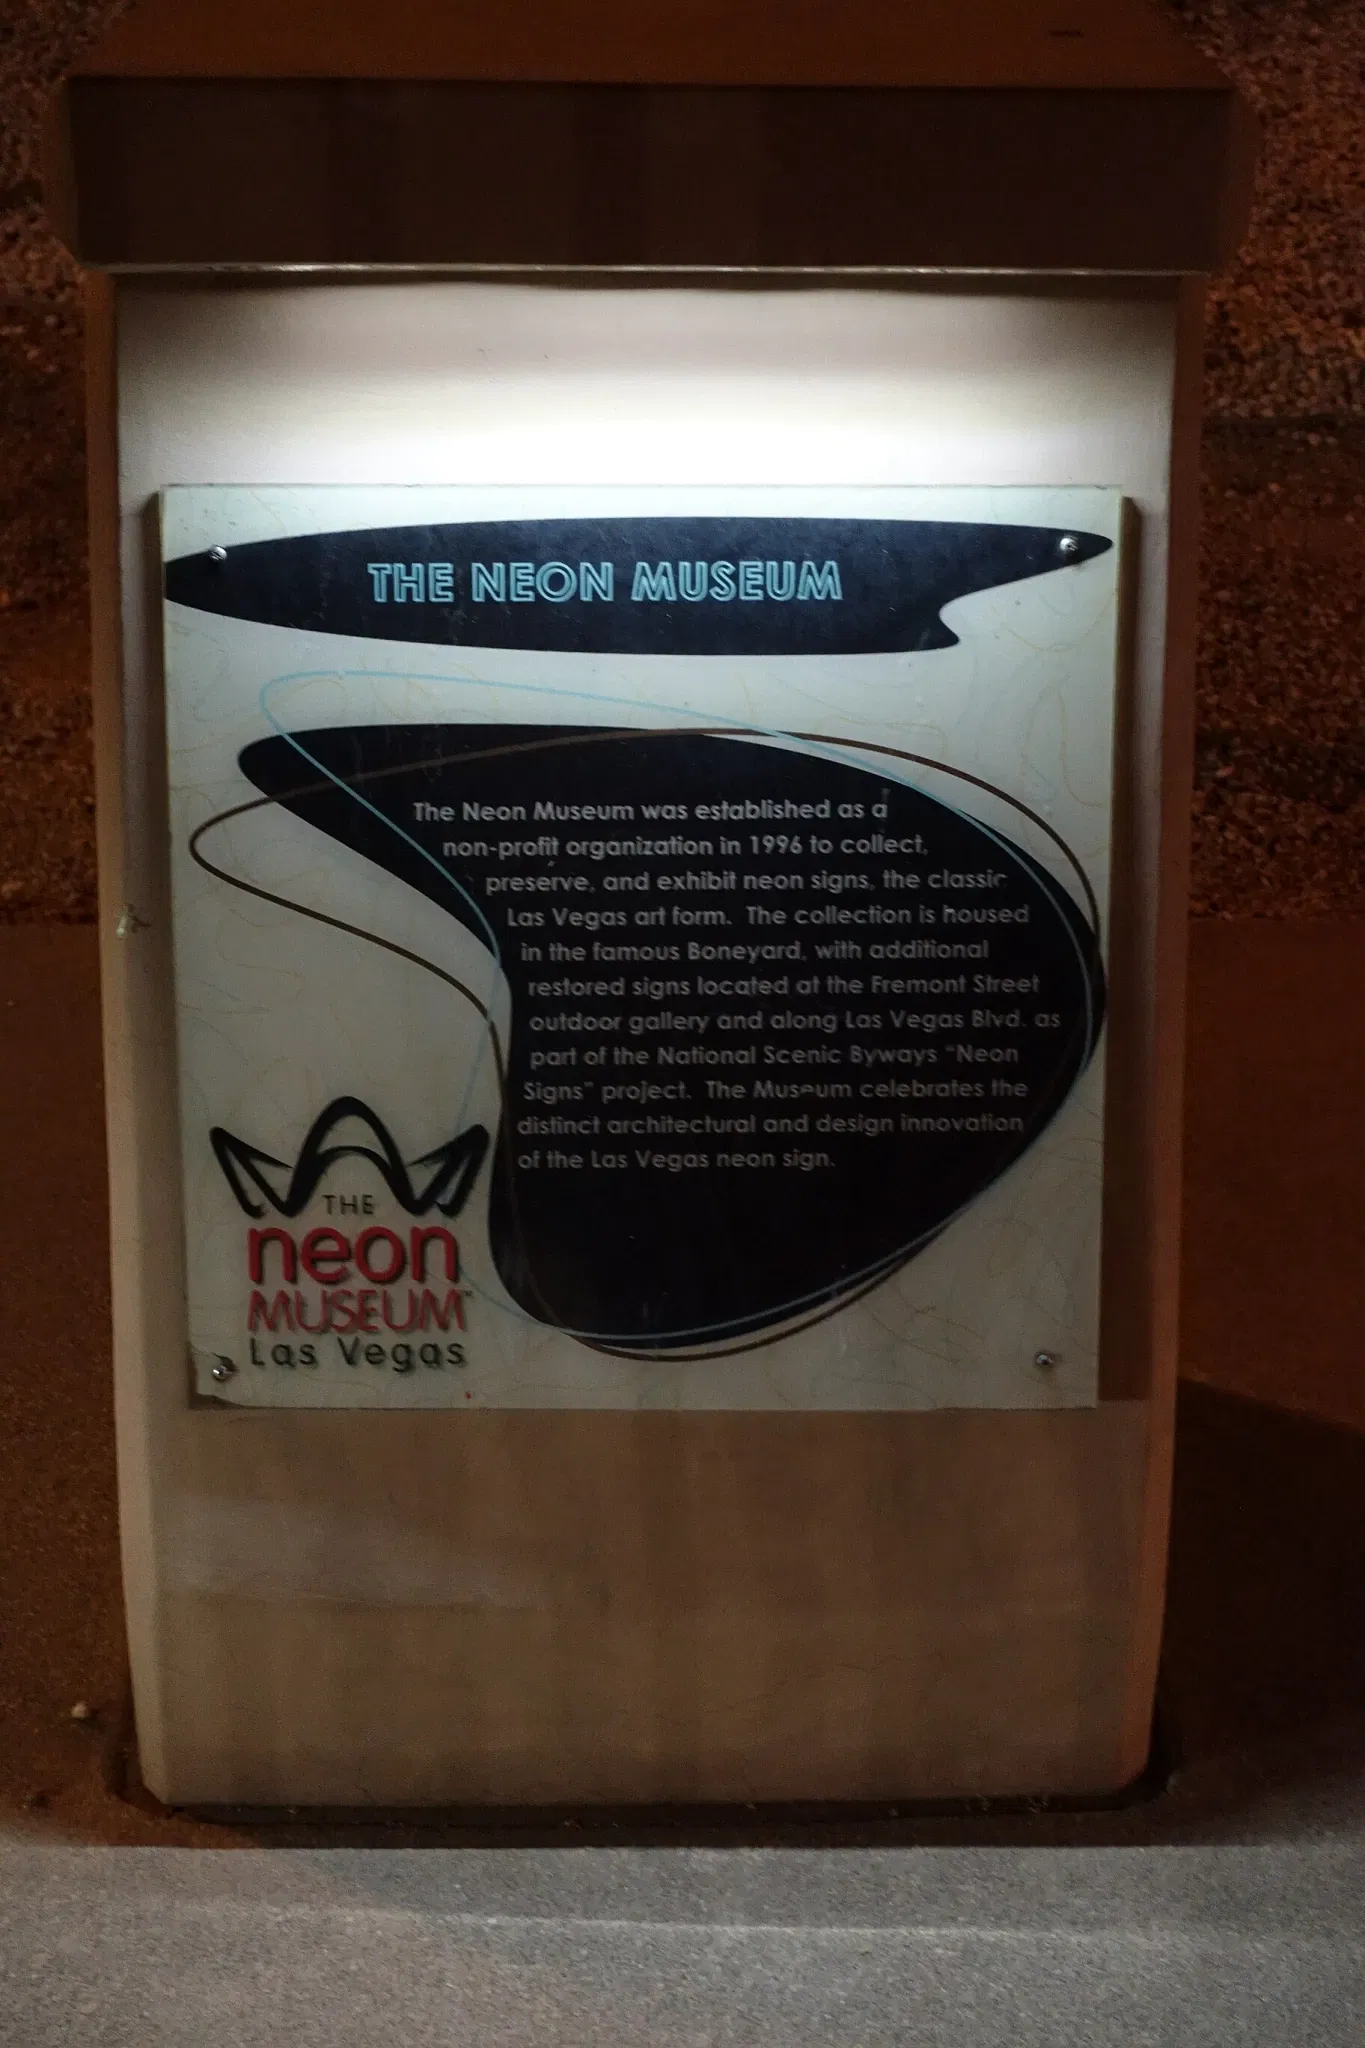 THE NEON MUSEUM
The Neon Museum was established as a
non-profit organization in 1996 to collect,
preserve, and exhibit neon signs, the classic
Las Vegas art form. The collection is housed
in the famous Boneyard, with additional
restored signs located at the Fremont Street
outdoor gallery and along Las Vegas Blvd. as
part of the National Scenic Byways "Neon
Signs" project. The Museum celebrates the
distinct architectural and design innovation
of the Las Vegas neon sign.
THE
neon
MUSEUM™
Las Vegas